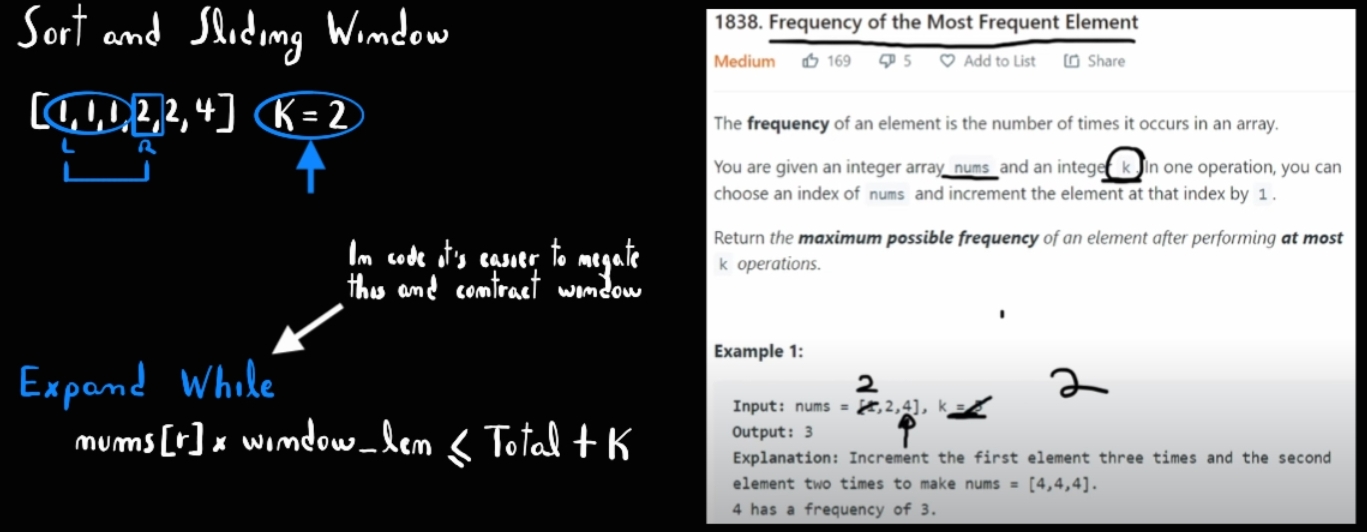 Sort and Sliding Window
[1,1,1,2,2,4] K = 2
L R
In code it's easier to negate
this and contract window
Expand While
nums[r] x window_len ≤ Total + K
1838. Frequency of the Most Frequent Element
Medium 169 5 Add to List Share
The frequency of an element is the number of times it occurs in an array.
You are given an integer array nums and an integer k. In one operation, you can
choose an index of nums and increment the element at that index by 1.
Return the maximum possible frequency of an element after performing at most
k operations.
Example 1:
2 2
Input: nums = [1,2,4], k =
Output: 3
Explanation: Increment the first element three times and the second
element two times to make nums = [4,4,4].
4 has a frequency of 3.